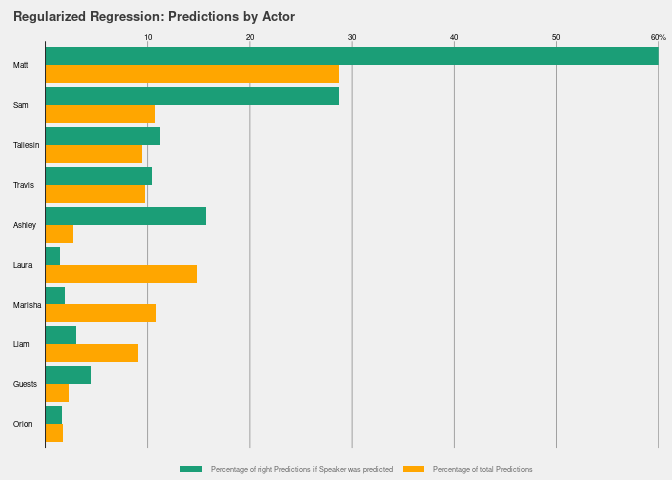 Regularized Regression: Predictions by Actor
10 20 30 40 50 60%
Matt
Sam
Taliesin
Travis
Ashley
Laura
Marisha
Liam
Guests
Orion
Percentage of right Predictions if Speaker was predicted Percentage of total Predictions